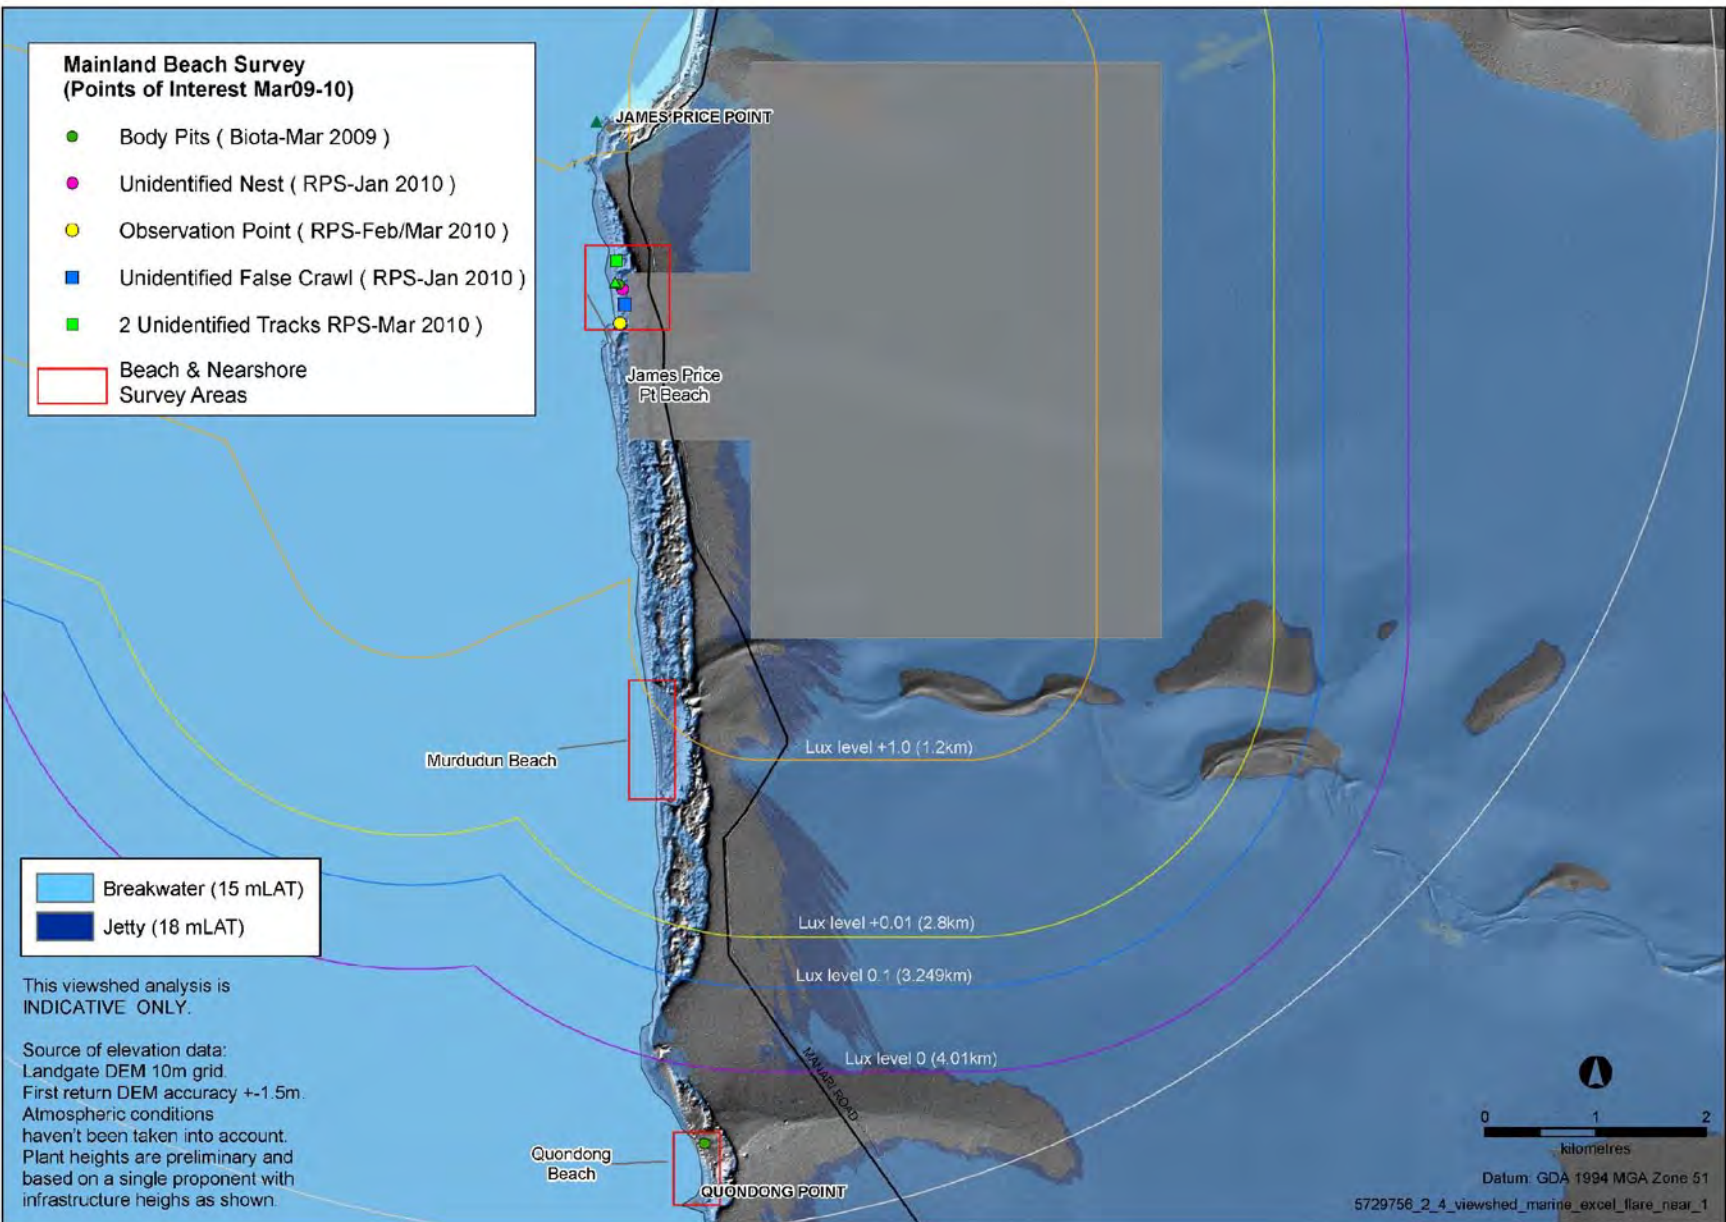 Mainland Beach Survey
(Points of Interest Mar09-10)
Body Pits ( Biota-Mar 2009 )
Unidentified Nest ( RPS-Jan 2010 )
Observation Point ( RPS-Feb/Mar 2010 )
Unidentified False Crawl ( RPS-Jan 2010 )
2 Unidentified Tracks RPS-Mar 2010 )
Beach & Nearshore
Survey Areas
JAMES PRICE POINT
James Price
Pt Beach
Murdudun Beach
Lux level +1.0 (1.2km)
Lux level +0.01 (2.8km)
Lux level 0.1 (3.249km)
Lux level 0 (4.01km)
MANARI ROAD
Breakwater (15 mLAT)
Jetty (18 mLAT)
This viewshed analysis is
INDICATIVE ONLY.
Source of elevation data:
Landgate DEM 10m grid.
First return DEM accuracy +-1.5m.
Atmospheric conditions
haven't been taken into account.
Plant heights are preliminary and
based on a single proponent with
infrastructure heighs as shown.
Quondong
Beach
QUONDONG POINT
0 1 2
kilometres
Datum: GDA 1994 MGA Zone 51
5729756_2_4_viewshed_marine_excel_flare_near_1